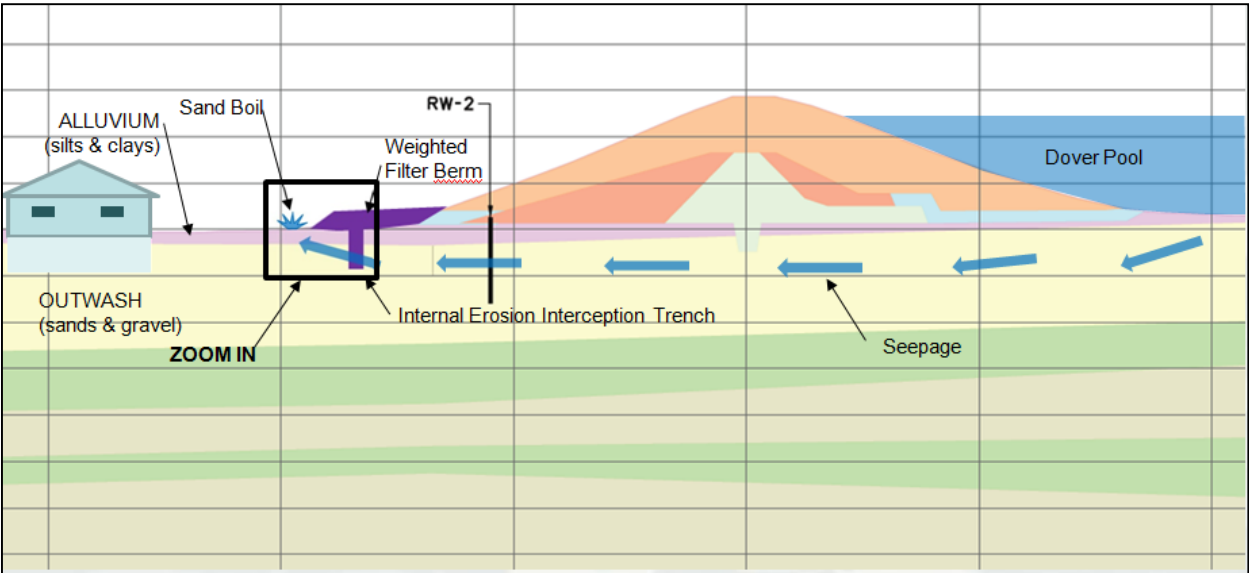 Sand Boil
ALLUVIUM
(silts & clays)
RW-2
Weighted
Filter Berm
Dover Pool
OUTWASH
(sands & gravel)
Internal Erosion Interception Trench
ZOOM IN
Seepage